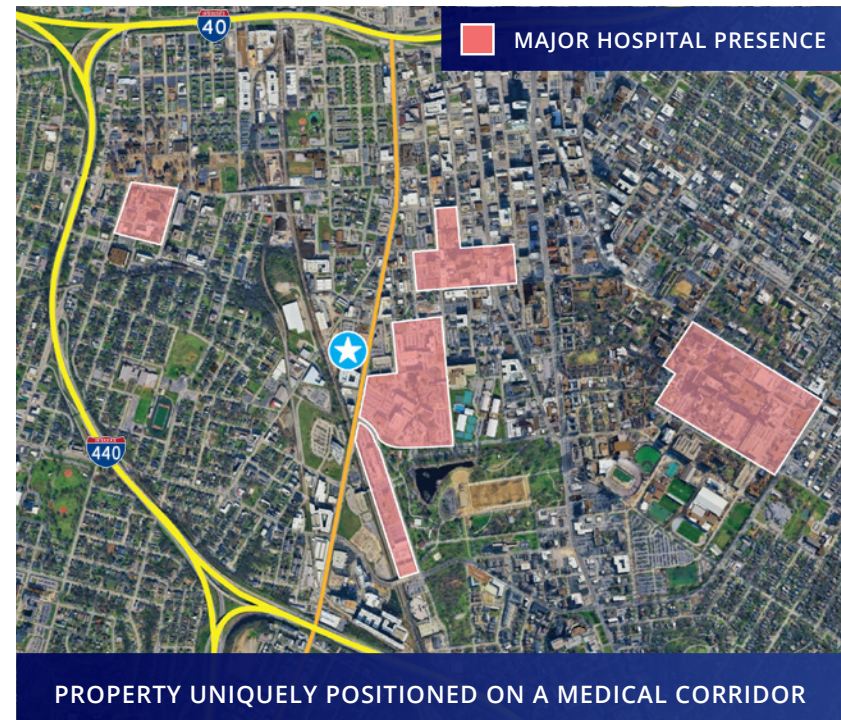 40
MAJOR HOSPITAL PRESENCE
440
PROPERTY UNIQUELY POSITIONED ON A MEDICAL CORRIDOR